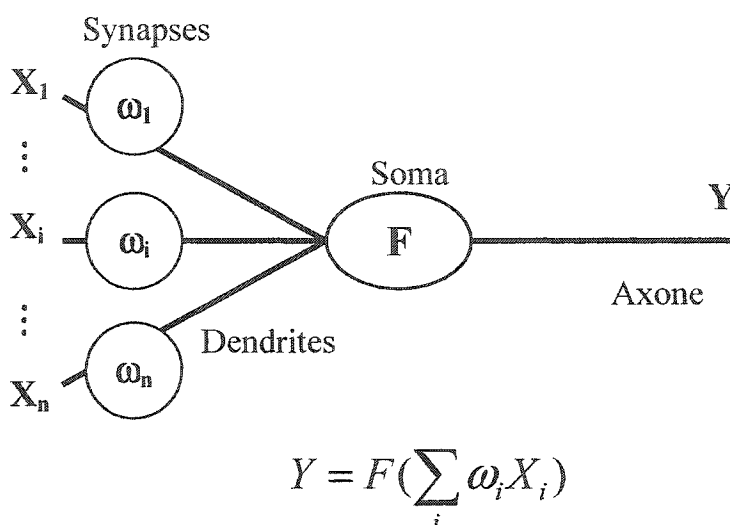 Synapses
X₁
ω₁
⋮
Soma
Y
Xᵢ
ωᵢ
F
Axone
⋮
Dendrites
Xₙ
ωₙ
Y = F(∑ᵢ ωᵢXᵢ)